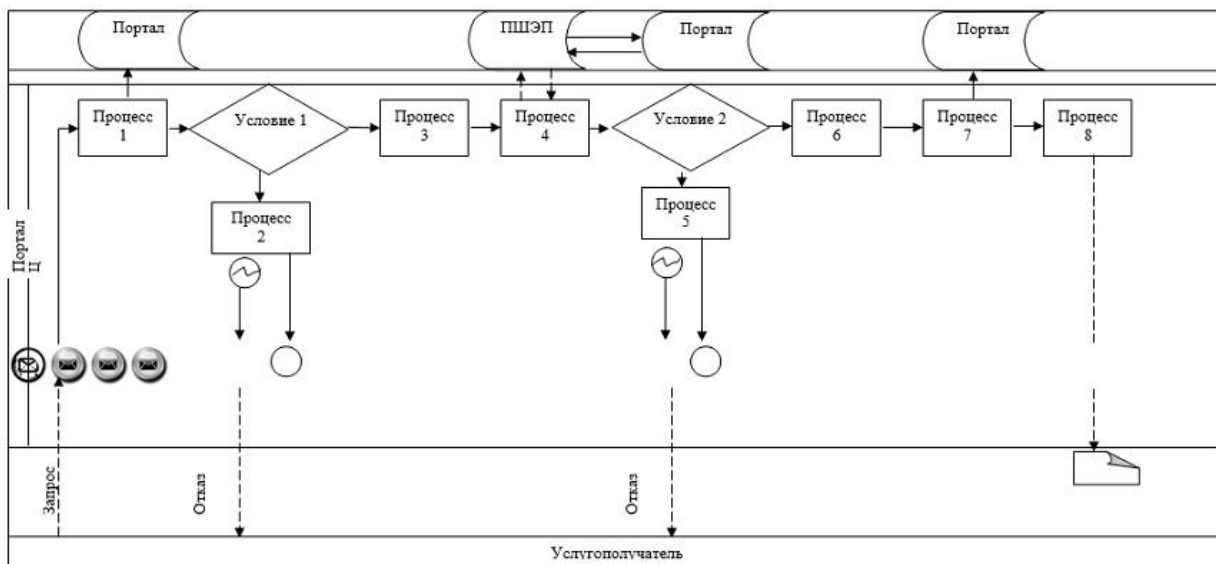 Портал
ПШЭП
Портал
Портал
Процесс
1
Условие 1
Процесс
3
Процесс
4
Условие 2
Процесс
6
Процесс
7
Процесс
8
Процесс
2
Процесс
5
Портал
Ц
Запрос
Отказ
Отказ
Услугополучатель